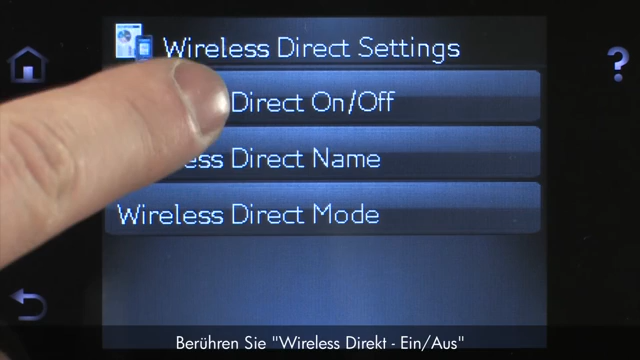 Wireless Direct Settings
Direct On/Off
ess Direct Name
Wireless Direct Mode
?
Berühren Sie "Wireless Direkt - Ein/Aus"